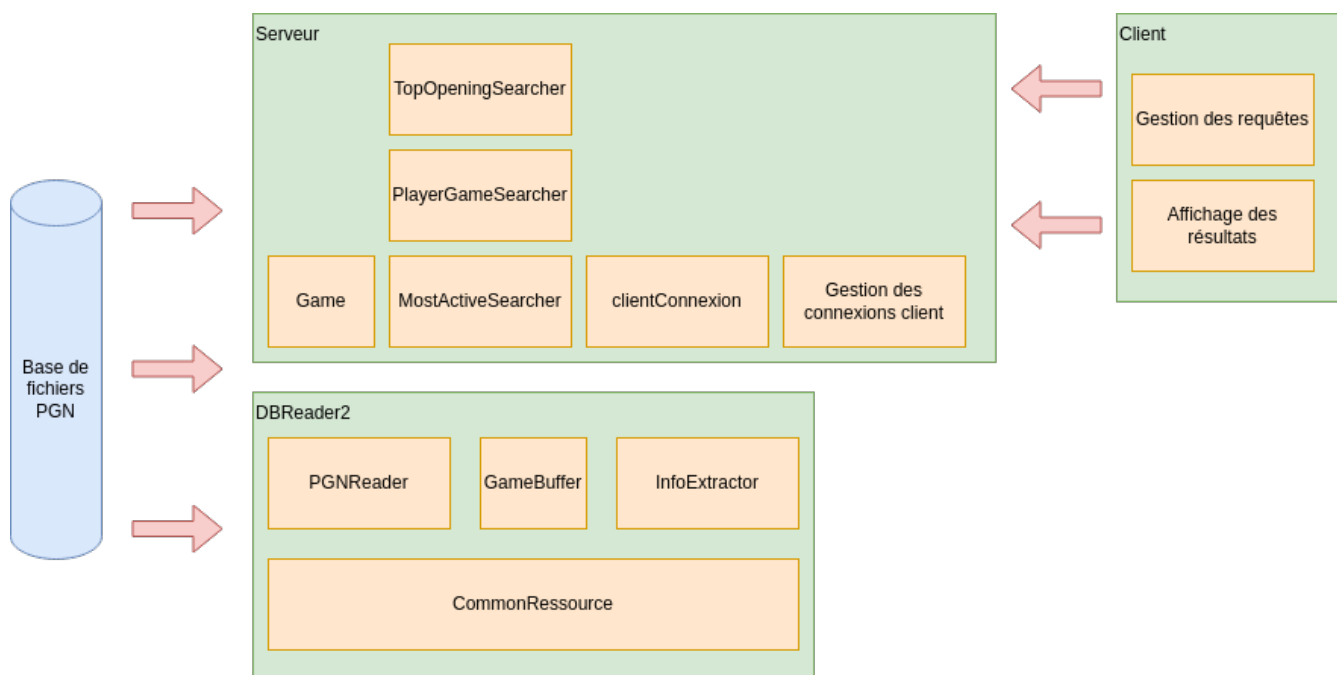 Serveur
TopOpeningSearcher
PlayerGameSearcher
Game
MostActiveSearcher
clientConnexion
Gestion des
connexions client
Client
Gestion des requêtes
Affichage des
résultats
Base de
fichiers
PGN
DBReader2
PGNReader
GameBuffer
InfoExtractor
CommonRessource